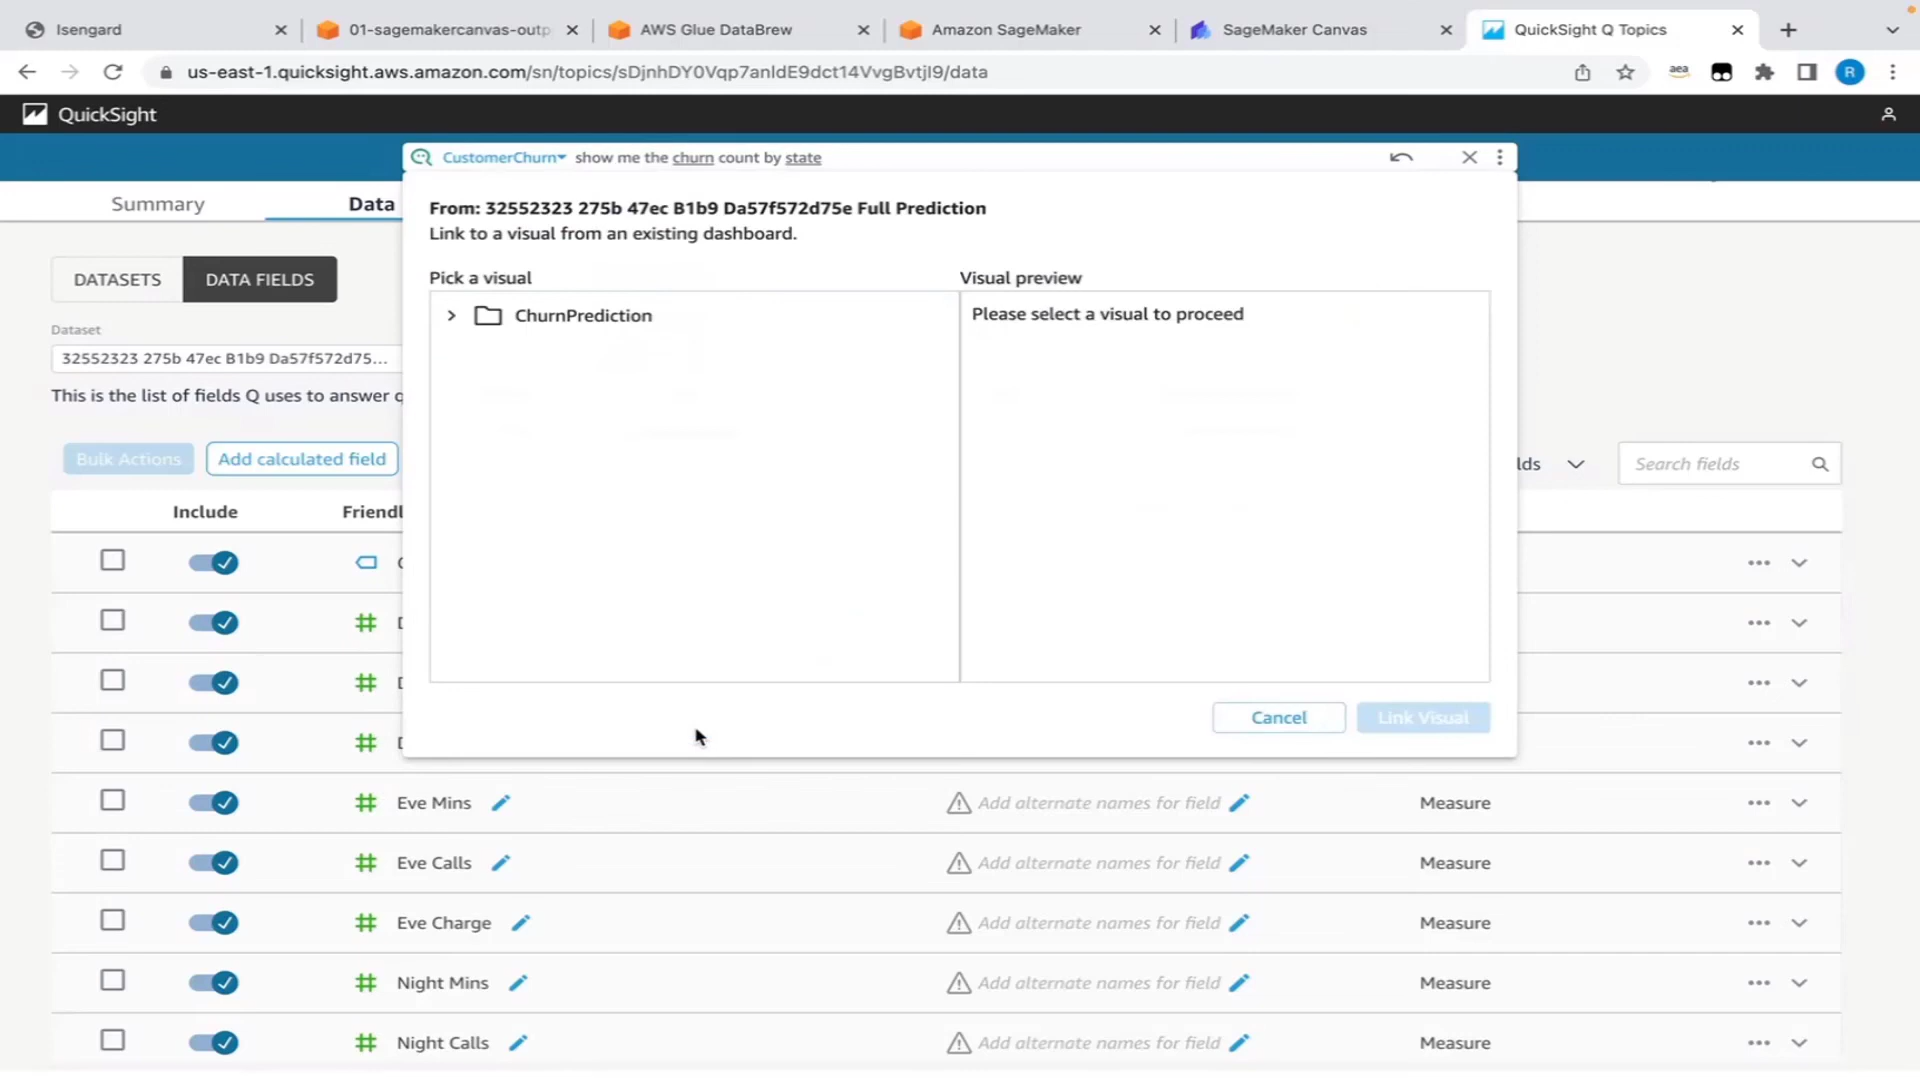 Isengard
01-sagemakercanvas-outp
AWS Glue DataBrew
Amazon SageMaker
SageMaker Canvas
QuickSight Q Topics
us-east-1.quicksight.aws.amazon.com/sn/topics/sDjnhDY0Vqp7anldE9dct14VvgBvtjI9/data
aea
R
QuickSight
CustomerChurn show me the churn count by state
Summary
Data
From: 32552323 275b 47ec B1b9 Da57f572d75e Full Prediction
Link to a visual from an existing dashboard.
DATASETS
DATA FIELDS
Pick a visual
Visual preview
ChurnPrediction
Please select a visual to proceed
Dataset
32552323 275b 47ec B1b9 Da57f572d75...
This is the list of fields Q uses to answer q
Bulk Actions
Add calculated field
lds
Search fields
Include
Friendl
Cancel
Link Visual
Eve Mins
Add alternate names for field
Measure
Eve Calls
Add alternate names for field
Measure
Eve Charge
Add alternate names for field
Measure
Night Mins
Add alternate names for field
Measure
Night Calls
Add alternate names for field
Measure